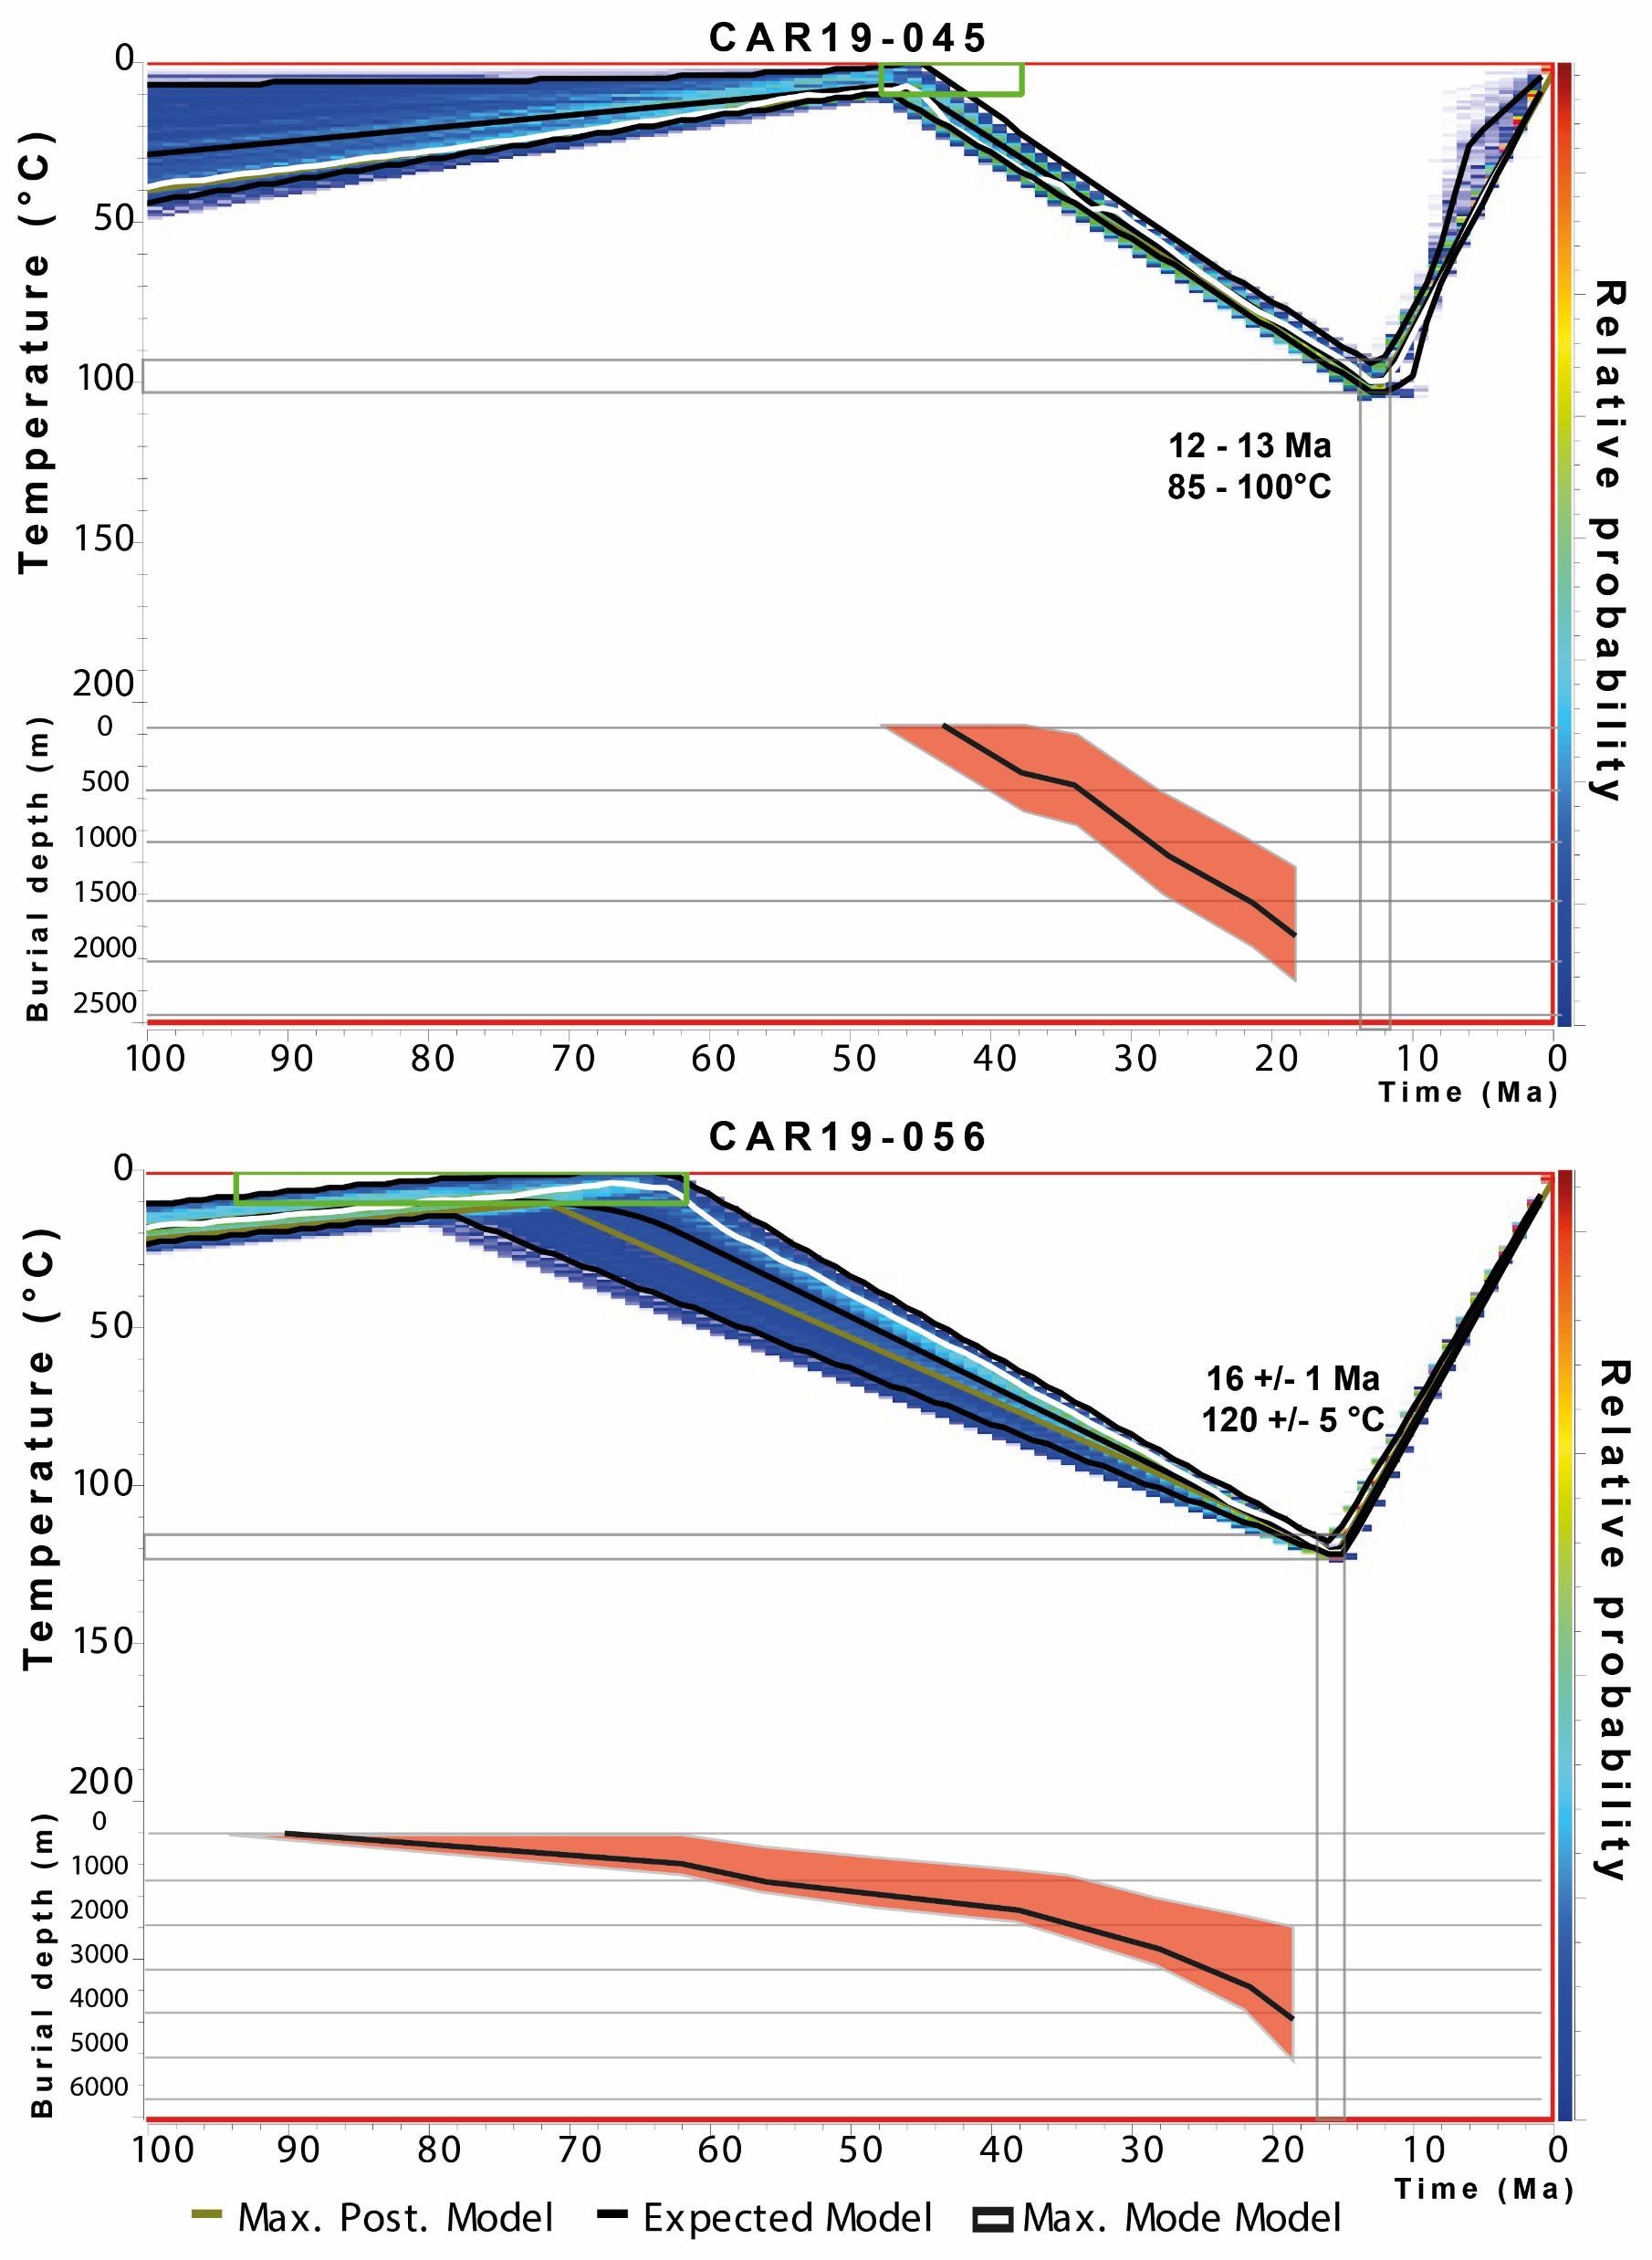 CAR19-045
Temperature (°C)
0
50
100
150
200
12 - 13 Ma
85 - 100°C
Relative probability
Burial depth (m)
0
500
1000
1500
2000
2500
100 90 80 70 60 50 40 30 20 10 0
Time (Ma)
CAR19-056
Temperature (°C)
0
50
100
150
200
16 +/- 1 Ma
120 +/- 5 °C
Relative probability
Burial depth (m)
0
1000
2000
3000
4000
5000
6000
100 90 80 70 60 50 40 30 20 10 0
Time (Ma)
Max. Post. Model Expected Model Max. Mode Model